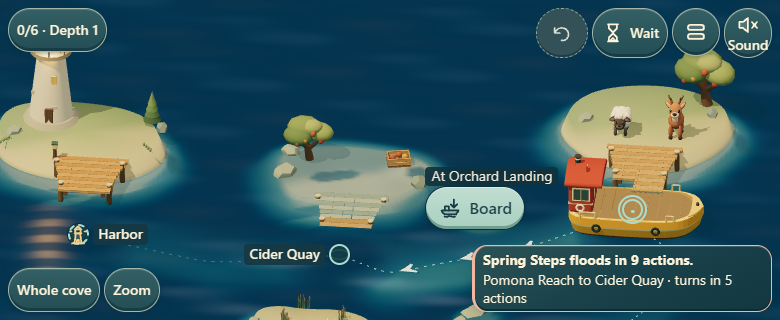 0/6 · Depth 1
Wait
Sound
At Orchard Landing
Board
Harbor
Cider Quay
Spring Steps floods in 9 actions.
Pomona Reach to Cider Quay · turns in 5
actions
Whole cove
Zoom